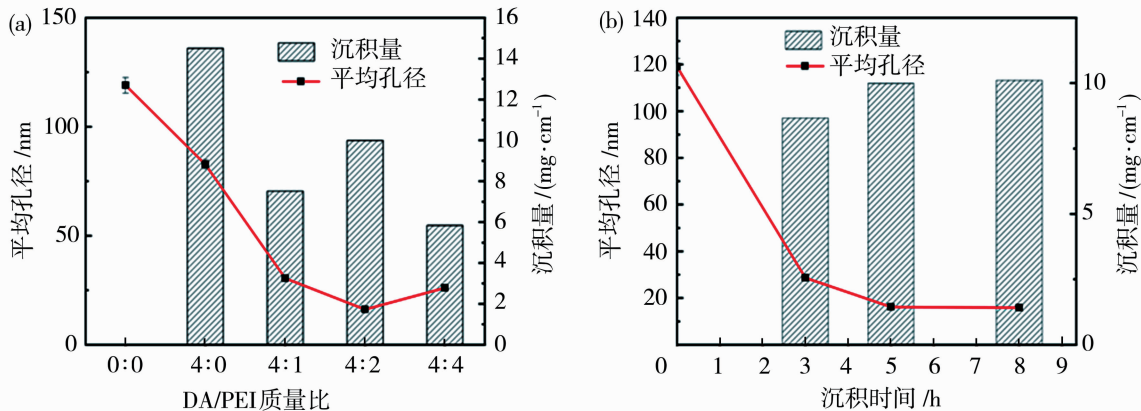 (a)
150
100
50
0
平均孔径 /nm
沉积量
平均孔径
16
14
12
10
8
6
4
2
0
沉积量 /(mg·cm⁻¹)
0:0 4:0 4:1 4:2 4:4
DA/PEI质量比
(b)
140
120
100
80
60
40
20
平均孔径 /nm
沉积量
平均孔径
10
5
0
沉积量 /(mg·cm⁻¹)
0 1 2 3 4 5 6 7 8 9
沉积时间 /h